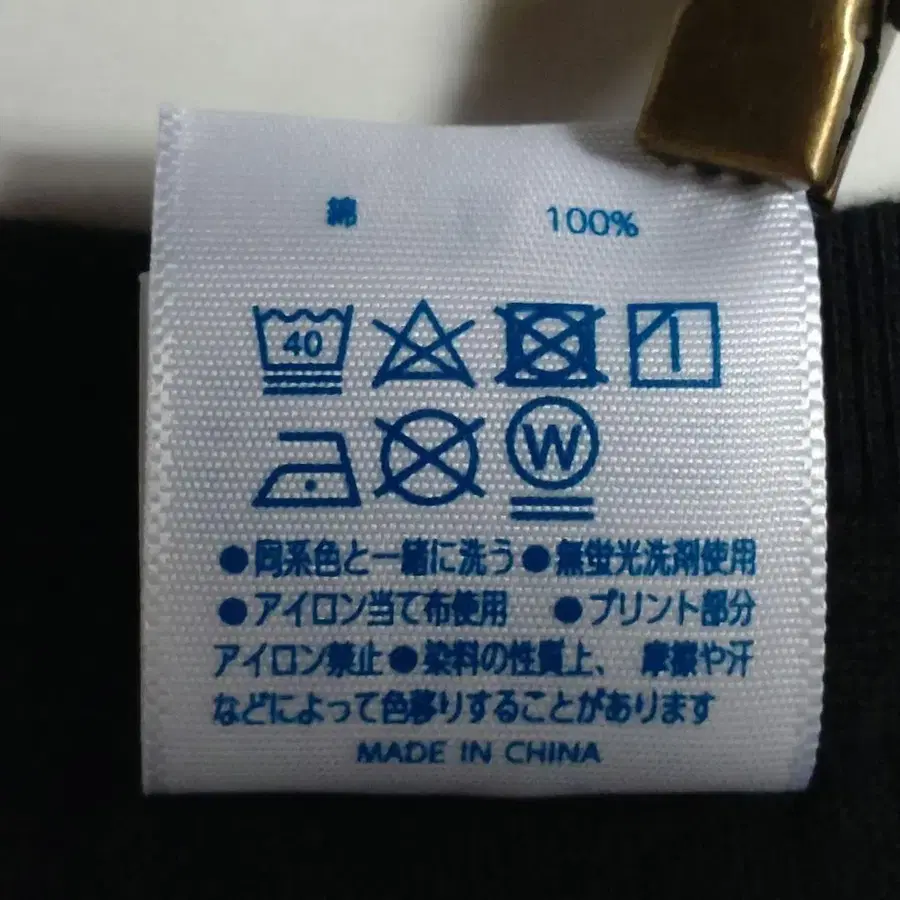 綿 100%
40
W
●同系色と一緒に洗う●無蛍光洗剤使用
●アイロン当て布使用 ●プリント部分
アイロン禁止●染料の性質上、摩擦や汗
などによって色移りすることがあります
MADE IN CHINA